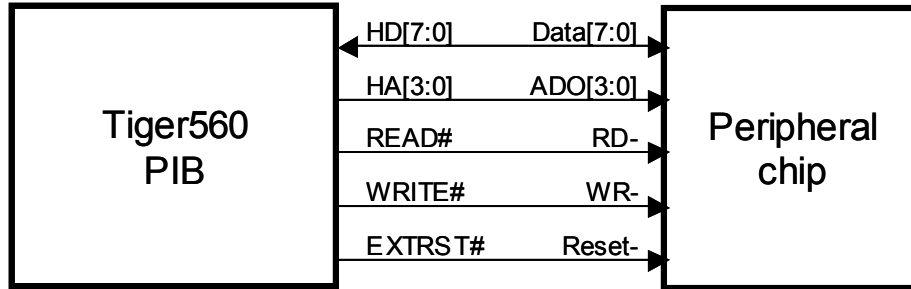 HD[7:0] Data[7:0]
HA[3:0] ADO[3:0]
Tiger560
PIB
READ# RD-
Peripheral
chip
WRITE# WR-
EXTRST# Reset-